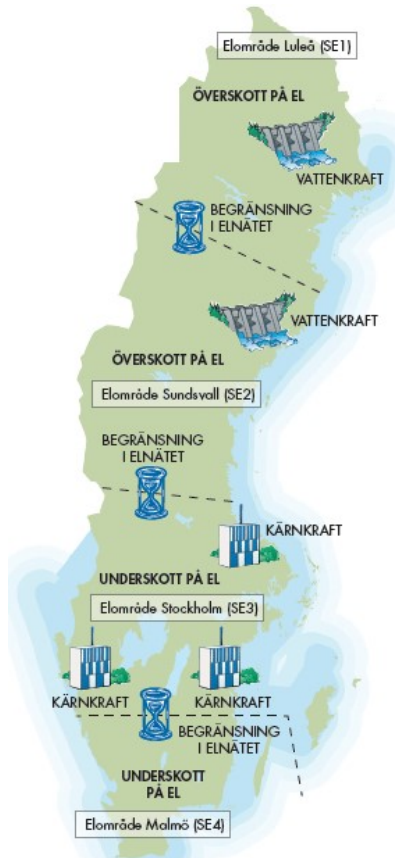 Elområde Luleå (SE1)
ÖVERSKOTT PÅ EL
VATTENKRAFT
BEGRÄNSNING
I ELNÄTET
VATTENKRAFT
ÖVERSKOTT PÅ EL
Elområde Sundsvall (SE2)
BEGRÄNSNING
I ELNÄTET
KÄRNKRAFT
UNDERSKOTT PÅ EL
Elområde Stockholm (SE3)
KÄRNKRAFT
KÄRNKRAFT
BEGRÄNSNING
I ELNÄTET
UNDERSKOTT
PÅ EL
Elområde Malmö (SE4)